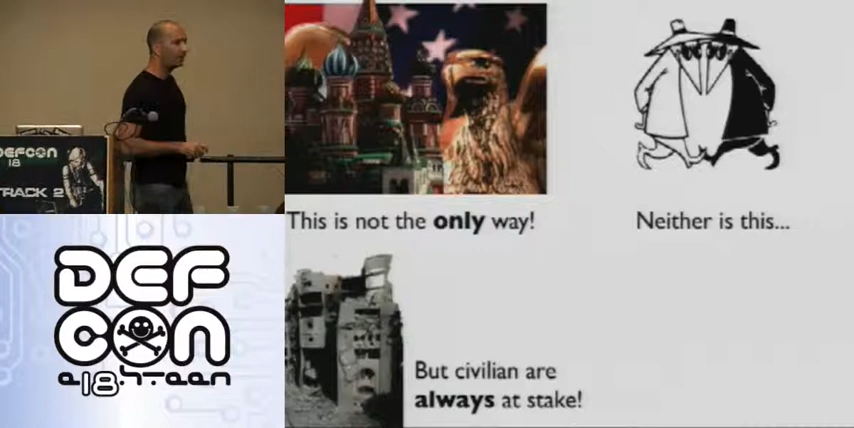 DEFCON
18
TRACK 2
DEF
CON
e18hteen
This is not the only way!
Neither is this...
But civilian are
always at stake!